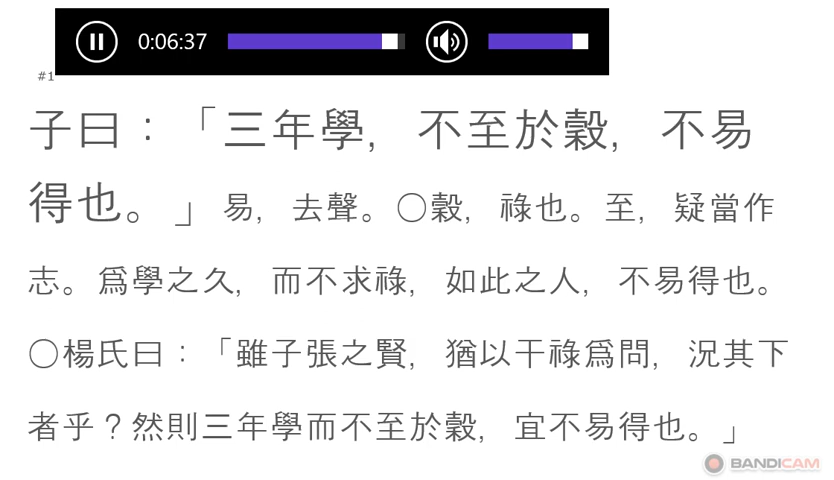 0:06:37
#1
子曰：「三年學，不至於穀，不易
得也。」易，去聲。○穀，祿也。至，疑當作
志。爲學之久，而不求祿，如此之人，不易得也。
○楊氏曰：「雖子張之賢，猶以干祿爲問，況其下
者乎？然則三年學而不至於穀，宜不易得也。」
BANDICAM